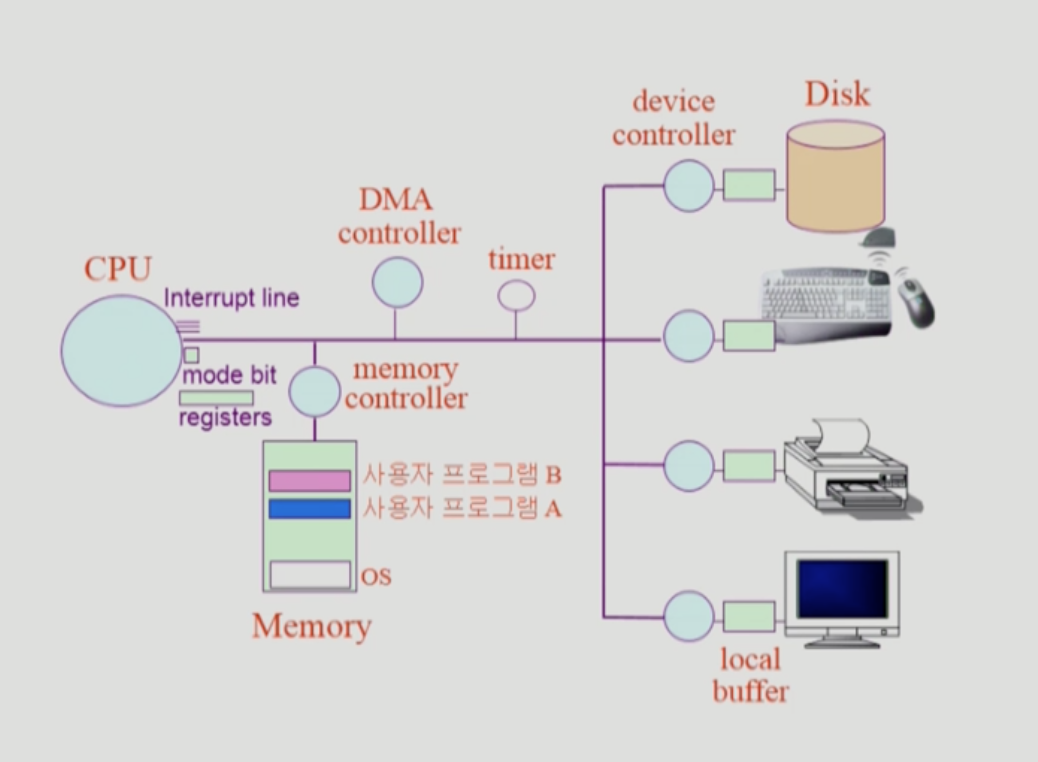 Disk
device
controller
DMA
controller
timer
CPU
Interrupt line
mode bit
registers
memory
controller
사용자 프로그램 B
사용자 프로그램 A
OS
Memory
local
buffer